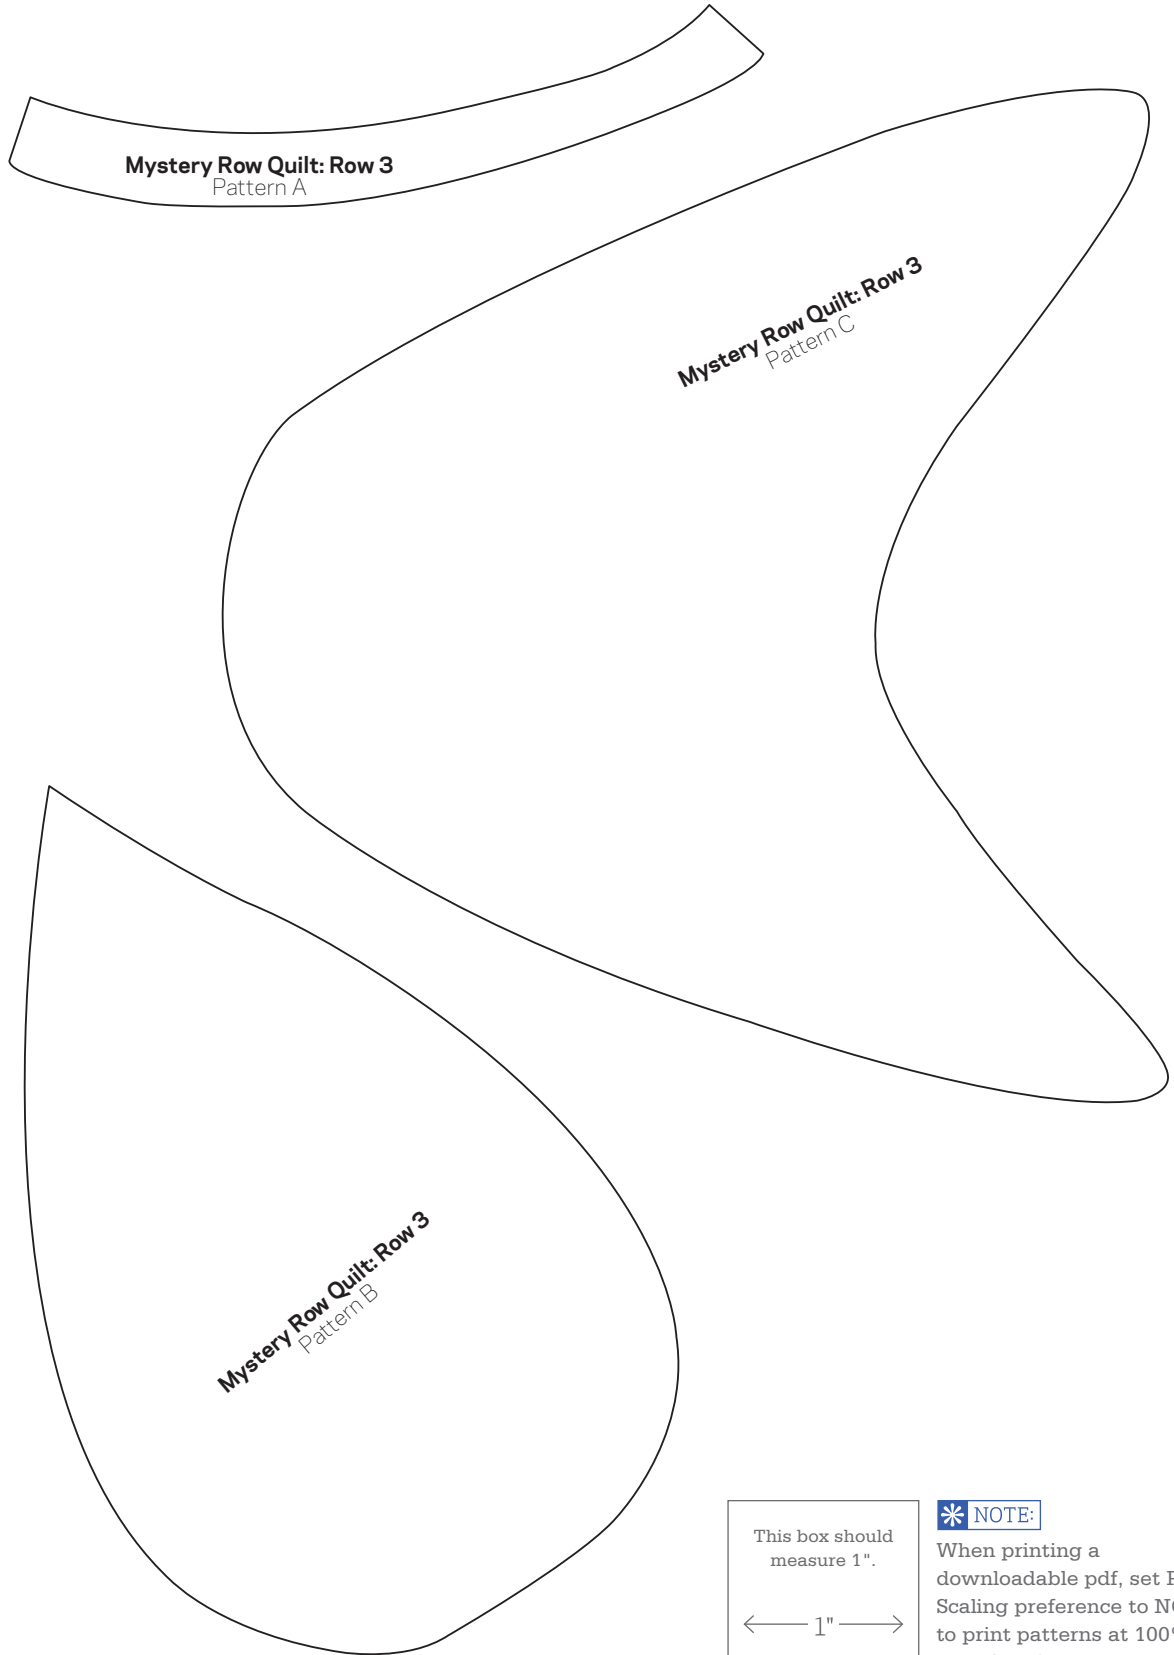 Mystery Row Quilt: Row 3
Pattern A
Mystery Row Quilt: Row 3
Pattern C
Mystery Row Quilt: Row 3
Pattern B
This box should
measure 1".
1"
NOTE:
When printing a
downloadable pdf, set
Scaling preference to
to print patterns at 100%